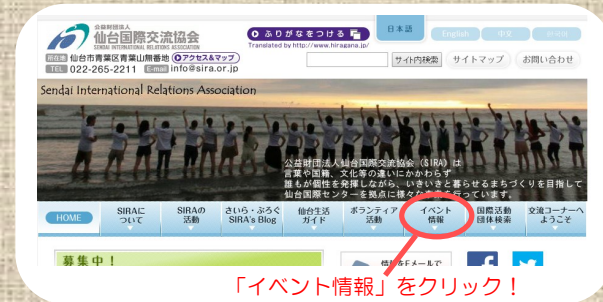 公益財団法人
仙台国際交流協会
SENDAI INTERNATIONAL RELATIONS ASSOCIATION
所在地 仙台市青葉区青葉山無番地 アクセス&マップ
TEL 022-265-2211 E-mail info@sira.or.jp
ふりがなをつける
Translated by http://www.hiragana.jp/
日本語 English 中文 한국어
サイト内検索 サイトマップ お問い合わせ
Sendai International Relations Association
公益財団法人仙台国際交流協会(SIRA)は
言葉や国籍、文化等の違いにかかわらず
誰もが個性を発揮しながら、いきいきと暮らせるまちづくりを目指して
仙台国際センターを拠点に様々な事業を行っています。
HOME
SIRAに
ついて
SIRAの
活動
さいら・ぶろぐ
SIRA's Blog
仙台生活
ガイド
ボランティア
活動
イベント
情報
国際活動
団体検索
交流コーナーへ
ようこそ
募集中!
情報をEメールで
「イベント情報」をクリック!